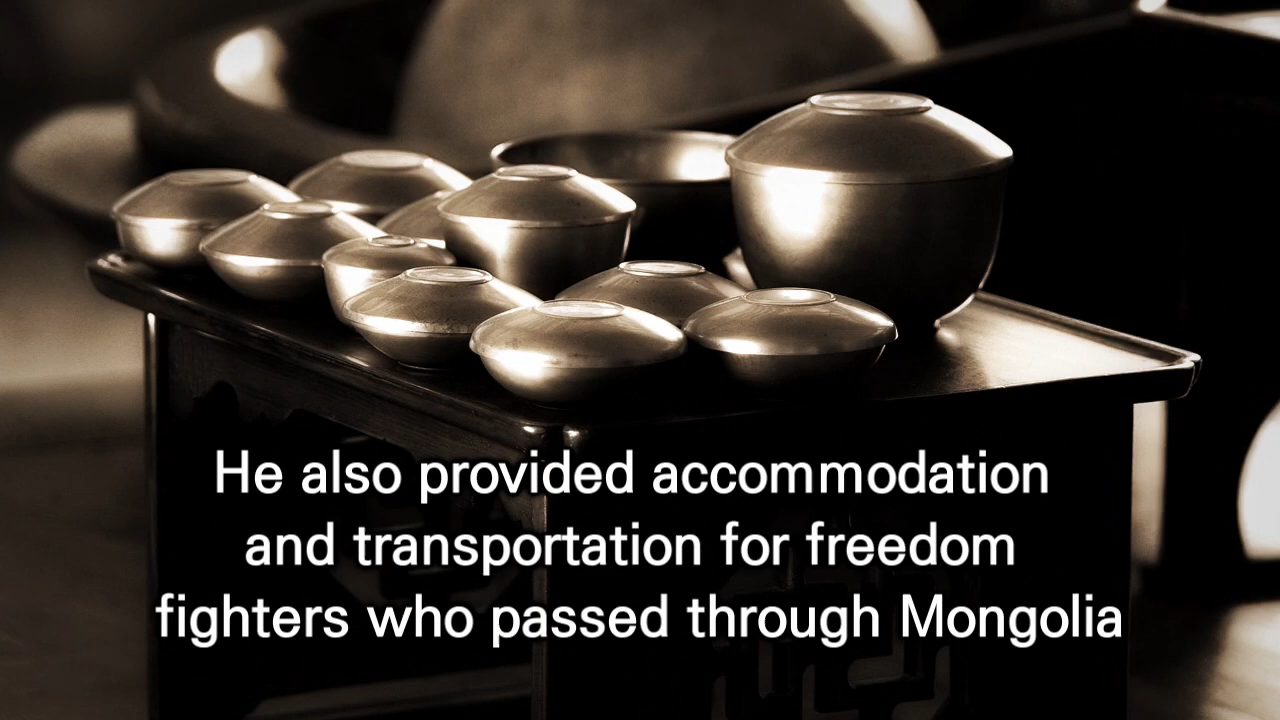 He also provided accommodation
and transportation for freedom
fighters who passed through Mongolia